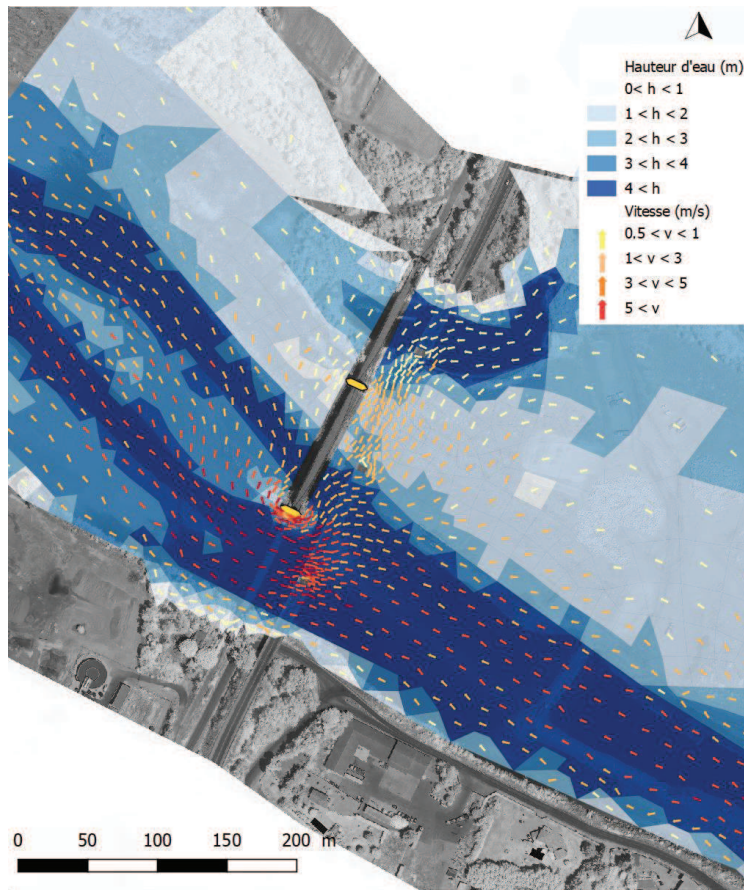 Hauteur d'eau (m)
0< h < 1
1 < h < 2
2 < h < 3
3 < h < 4
4 < h
Vitesse (m/s)
0.5 < v < 1
1< v < 3
3 < v < 5
5 < v
0 50 100 150 200 m